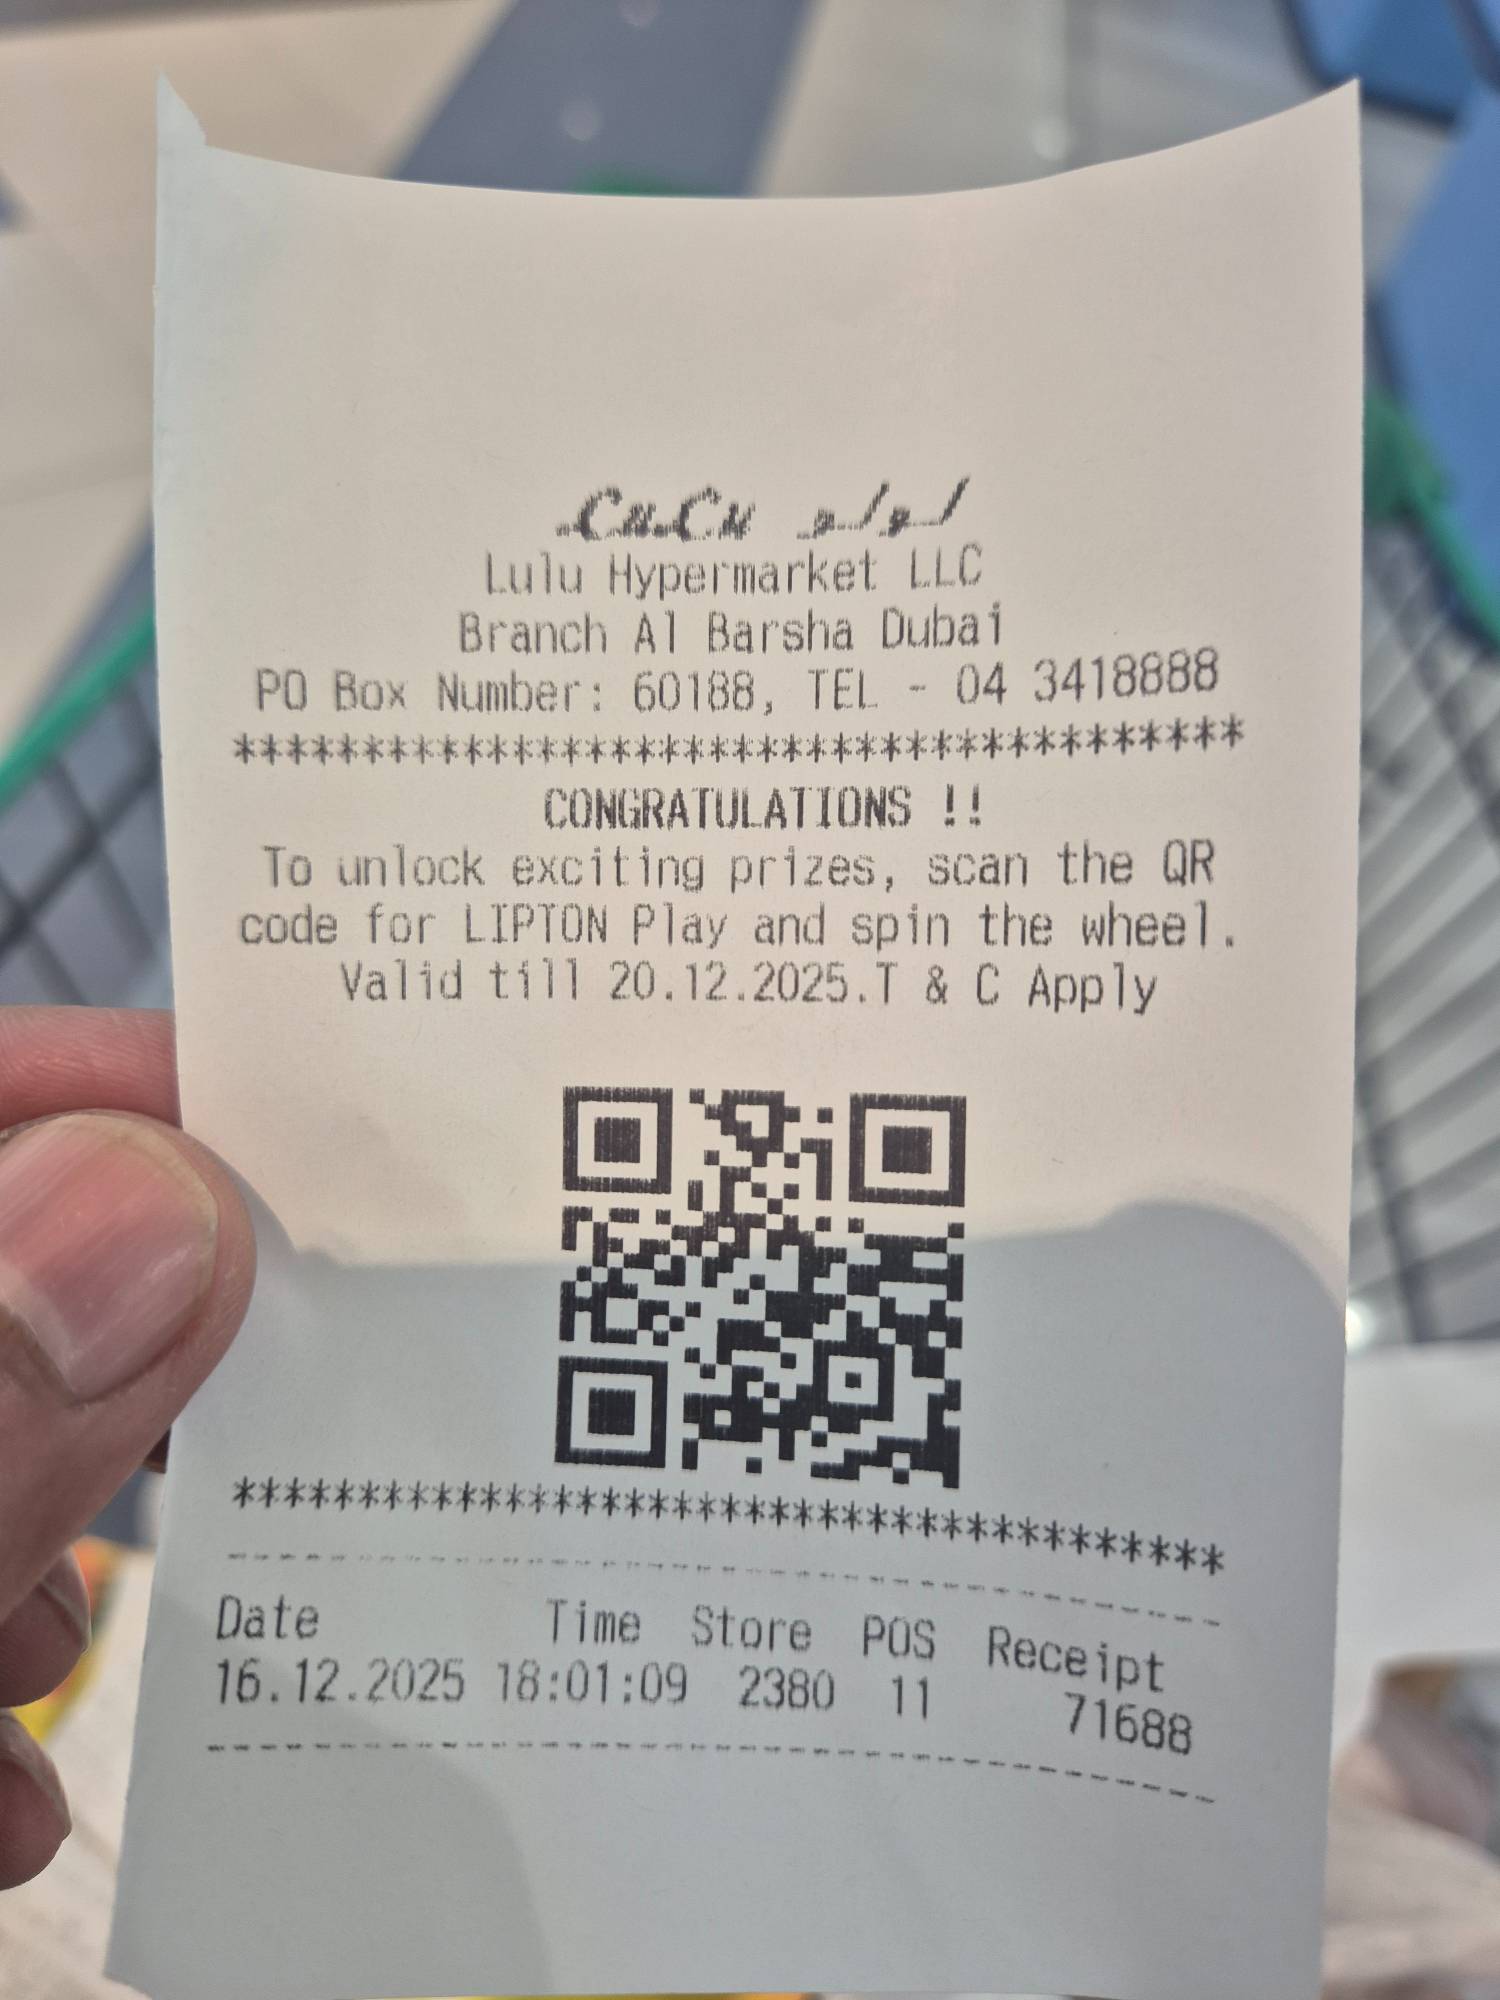 LuLu لولو
Lulu Hypermarket LLC
Branch Al Barsha Dubai
PO Box Number: 60188, TEL - 04 3418888
****************************************
CONGRATULATIONS !!
To unlock exciting prizes, scan the QR
code for LIPTON Play and spin the wheel.
Valid till 20.12.2025.T & C Apply
****************************************
Date Time Store POS Receipt
16.12.2025 18:01:09 2380 11 71688